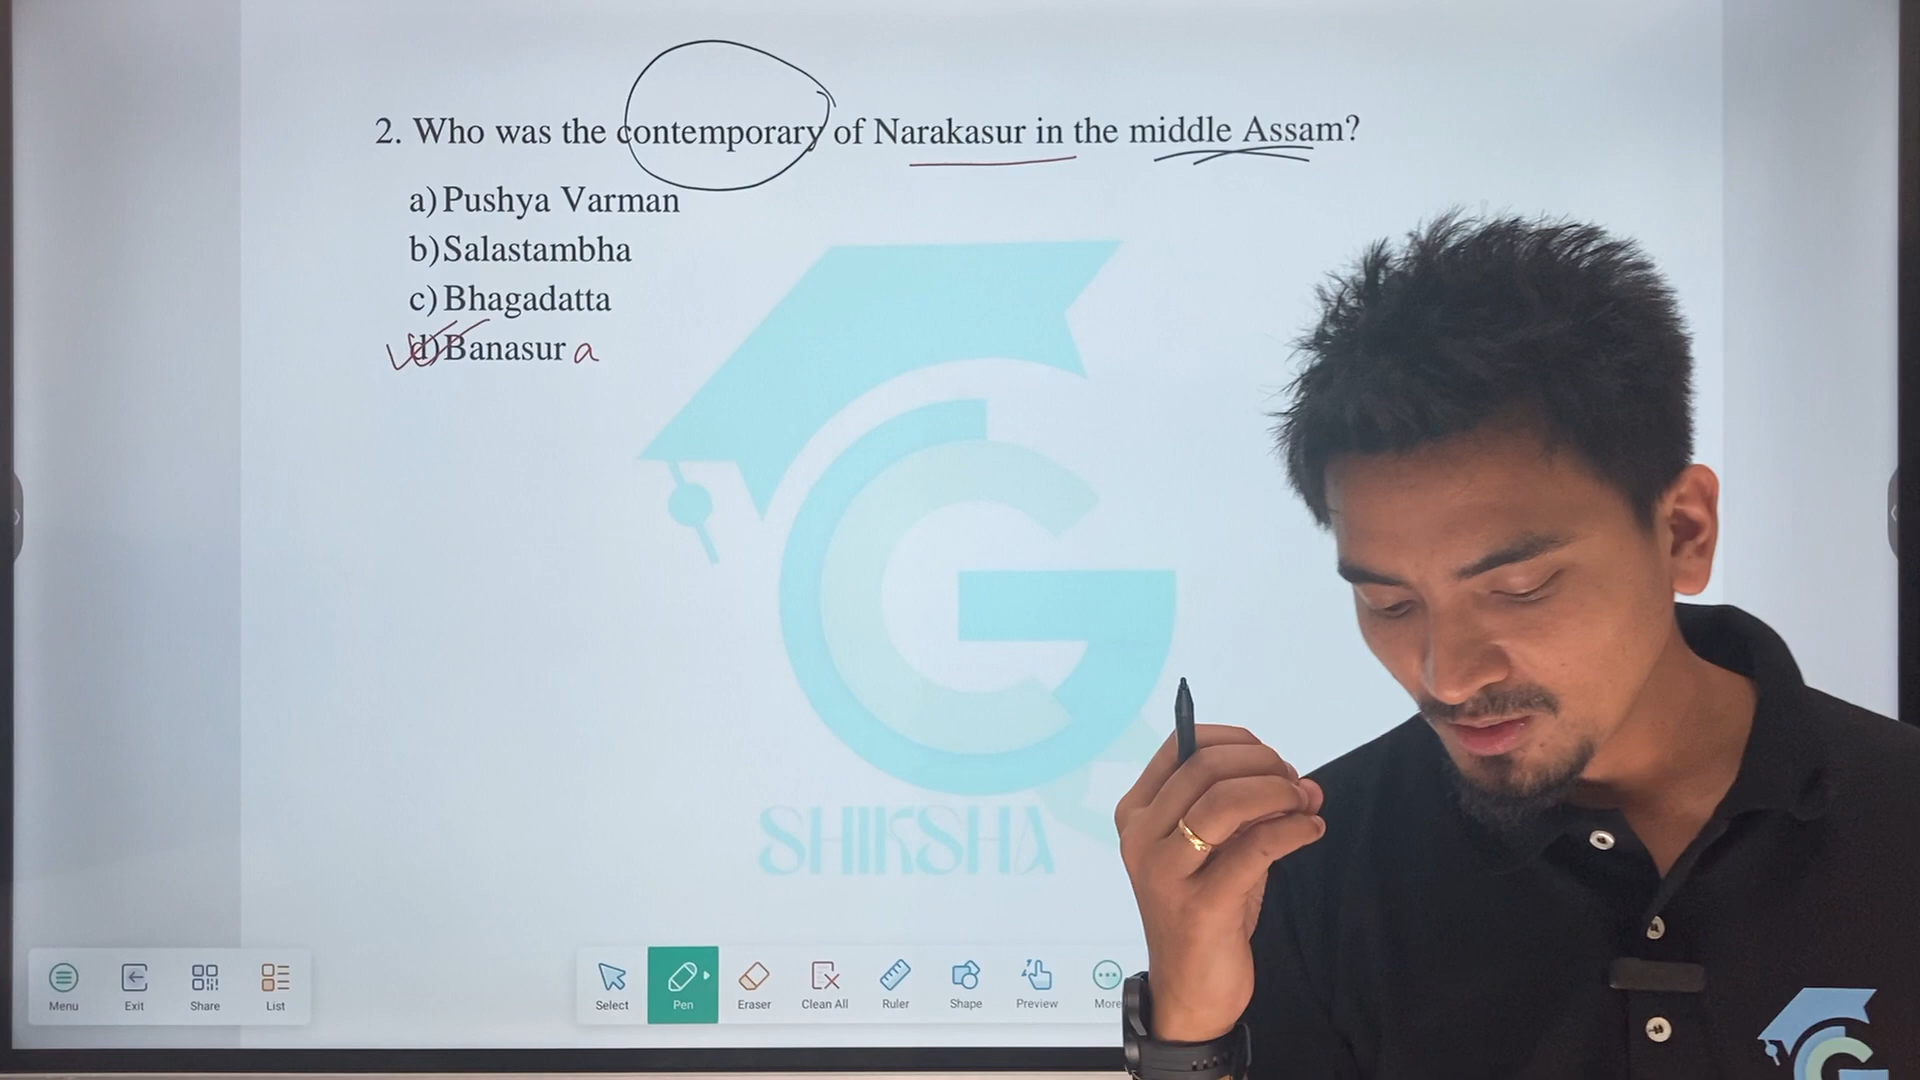 2. Who was the contemporary of Narakasur in the middle Assam?
a) Pushya Varman
b) Salastambha
c) Bhagadatta
d) Banasur a
SHIKSHA
Menu Exit Share List
Select Pen Eraser Clean All Ruler Shape Preview More